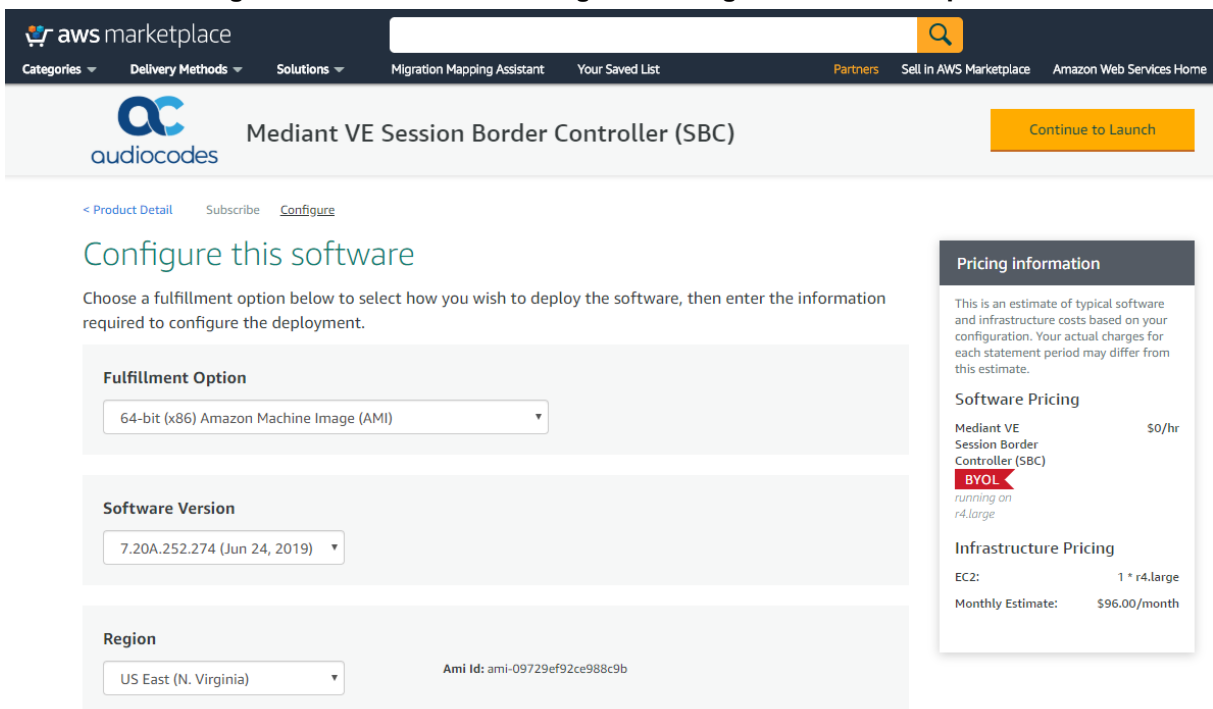 aws marketplace
Categories Delivery Methods Solutions Migration Mapping Assistant Your Saved List Partners Sell in AWS Marketplace Amazon Web Services Home
audiocodes
Mediant VE Session Border Controller (SBC)
Continue to Launch
< Product Detail Subscribe Configure
Configure this software
Choose a fulfillment option below to select how you wish to deploy the software, then enter the information
required to configure the deployment.
Fulfillment Option
64-bit (x86) Amazon Machine Image (AMI)
Software Version
7.20A.252.274 (Jun 24, 2019)
Region
US East (N. Virginia)
Ami Id: ami-09729ef92ce988c9b
Pricing information
This is an estimate of typical software
and infrastructure costs based on your
configuration. Your actual charges for
each statement period may differ from
this estimate.
Software Pricing
Mediant VE $0/hr
Session Border
Controller (SBC)
BYOL
running on
r4.large
Infrastructure Pricing
EC2: 1 * r4.large
Monthly Estimate: $96.00/month